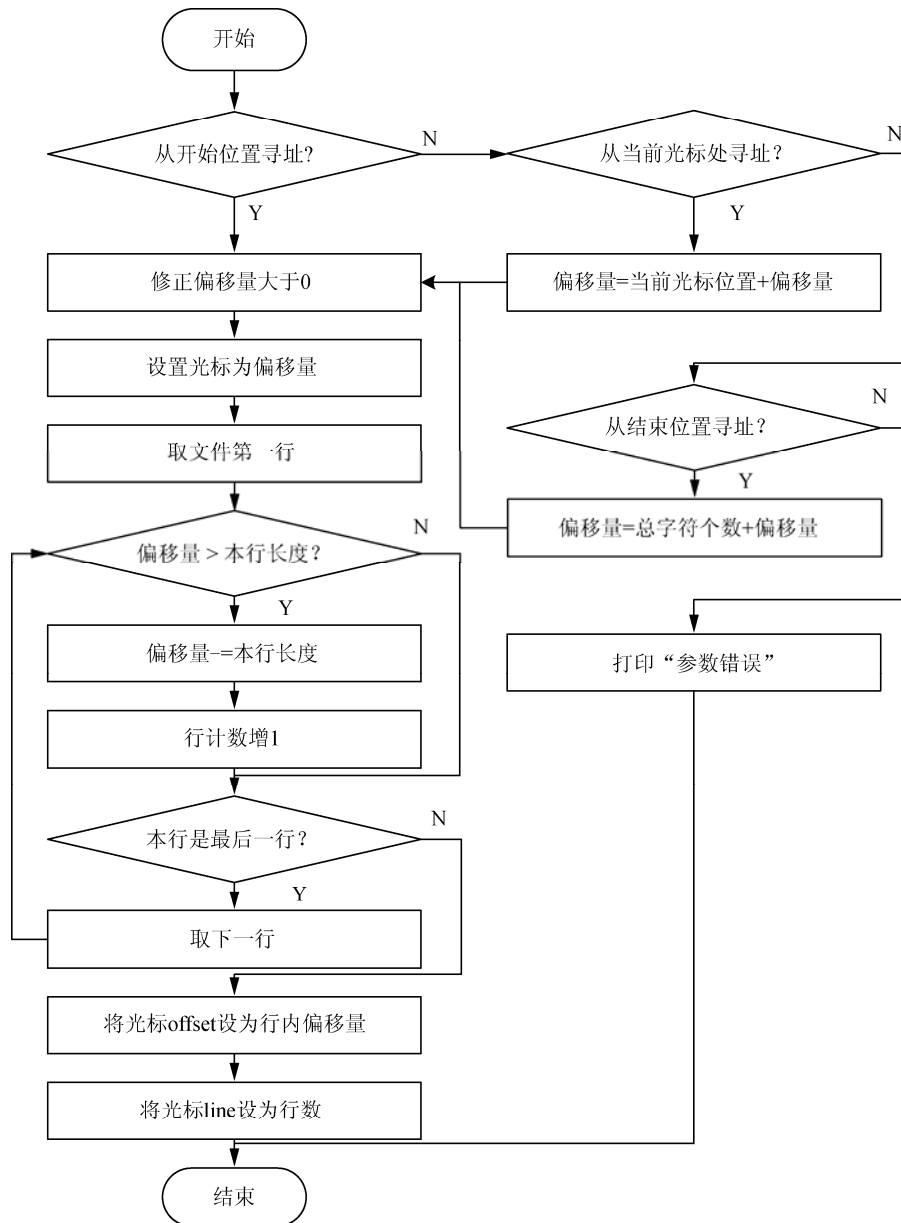 开始
从开始位置寻址?
N
从当前光标处寻址？
N
Y
Y
修正偏移量大于0
偏移量=当前光标位置+偏移量
设置光标为偏移量
N
从结束位置寻址？
取文件第一行
Y
偏移量=总字符个数+偏移量
N
偏移量＞本行长度？
Y
偏移量-=本行长度
打印“参数错误”
行计数增1
N
本行是最后一行？
Y
取下一行
将光标offset设为行内偏移量
将光标line设为行数
结束